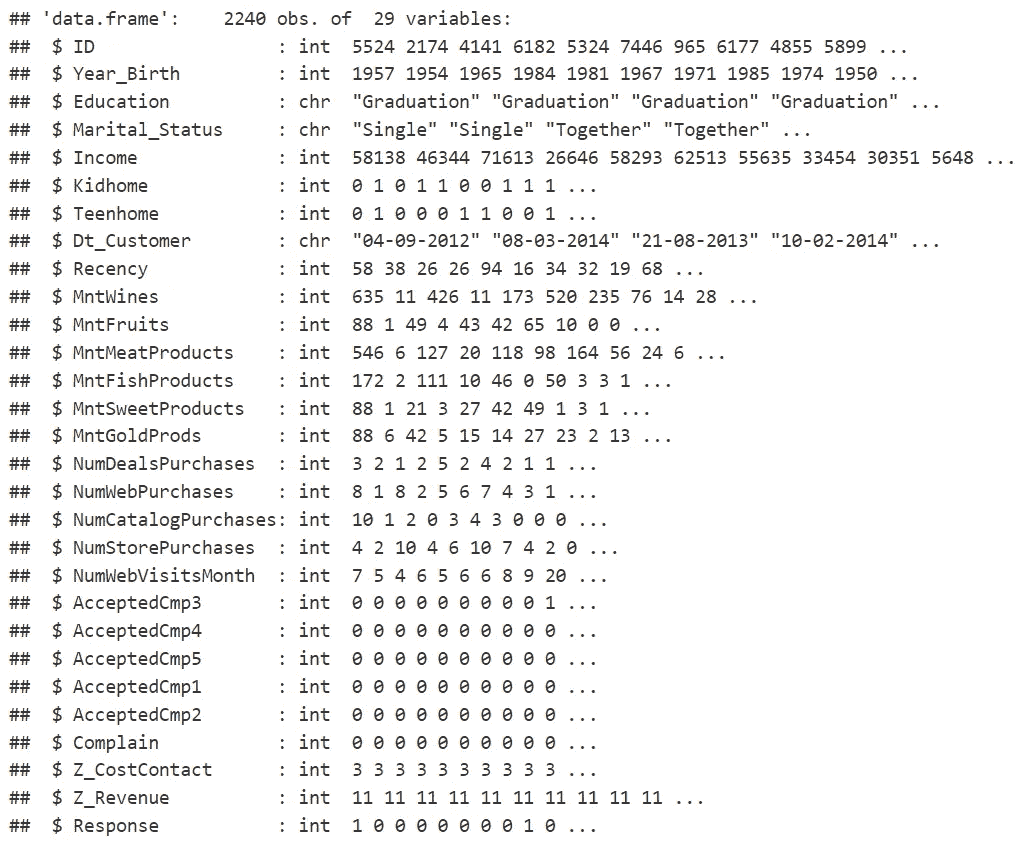 ## 'data.frame':    2240 obs. of  29 variables:
##  $ ID                 : int  5524 2174 4141 6182 5324 7446 965 6177 4855 5899 ...
##  $ Year_Birth         : int  1957 1954 1965 1984 1981 1967 1971 1985 1974 1950 ...
##  $ Education          : chr  "Graduation" "Graduation" "Graduation" "Graduation" ...
##  $ Marital_Status     : chr  "Single" "Single" "Together" "Together" ...
##  $ Income             : int  58138 46344 71613 26646 58293 62513 55635 33454 30351 5648 ...
##  $ Kidhome            : int  0 1 0 1 1 0 0 1 1 1 ...
##  $ Teenhome           : int  0 1 0 0 0 1 1 0 0 1 ...
##  $ Dt_Customer        : chr  "04-09-2012" "08-03-2014" "21-08-2013" "10-02-2014" ...
##  $ Recency            : int  58 38 26 26 94 16 34 32 19 68 ...
##  $ MntWines           : int  635 11 426 11 173 520 235 76 14 28 ...
##  $ MntFruits          : int  88 1 49 4 43 42 65 10 0 0 ...
##  $ MntMeatProducts    : int  546 6 127 20 118 98 164 56 24 6 ...
##  $ MntFishProducts    : int  172 2 111 10 46 0 50 3 3 1 ...
##  $ MntSweetProducts   : int  88 1 21 3 27 42 49 1 3 1 ...
##  $ MntGoldProds       : int  88 6 42 5 15 14 27 23 2 13 ...
##  $ NumDealsPurchases  : int  3 2 1 2 5 2 4 2 1 1 ...
##  $ NumWebPurchases    : int  8 1 8 2 5 6 7 4 3 1 ...
##  $ NumCatalogPurchases: int  10 1 2 0 3 4 3 0 0 0 ...
##  $ NumStorePurchases  : int  4 2 10 4 6 10 7 4 2 0 ...
##  $ NumWebVisitsMonth  : int  7 5 4 6 5 6 6 8 9 20 ...
##  $ AcceptedCmp3       : int  0 0 0 0 0 0 0 0 0 1 ...
##  $ AcceptedCmp4       : int  0 0 0 0 0 0 0 0 0 0 ...
##  $ AcceptedCmp5       : int  0 0 0 0 0 0 0 0 0 0 ...
##  $ AcceptedCmp1       : int  0 0 0 0 0 0 0 0 0 0 ...
##  $ AcceptedCmp2       : int  0 0 0 0 0 0 0 0 0 0 ...
##  $ Complain           : int  0 0 0 0 0 0 0 0 0 0 ...
##  $ Z_CostContact      : int  3 3 3 3 3 3 3 3 3 3 ...
##  $ Z_Revenue          : int  11 11 11 11 11 11 11 11 11 11 ...
##  $ Response           : int  1 0 0 0 0 0 0 0 1 0 ...